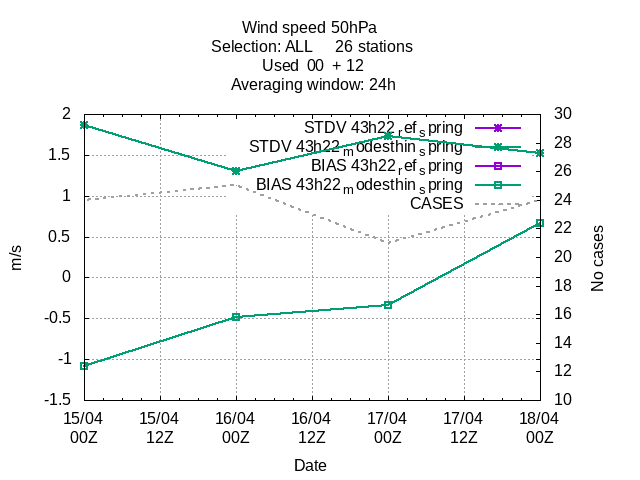 Wind speed 50hPa
Selection: ALL 26 stations
Used 00 + 12
Averaging window: 24h
STDV 43h22_ref_spring
STDV 43h22_modesthin_spring
BIAS 43h22_ref_spring
BIAS 43h22_modesthin_spring
CASES
2
1.5
1
0.5
0
-0.5
-1
-1.5
m/s
30
28
26
24
22
20
18
16
14
12
10
No cases
15/04 15/04 16/04 16/04 17/04 17/04 18/04
00Z 12Z 00Z 12Z 00Z 12Z 00Z
Date